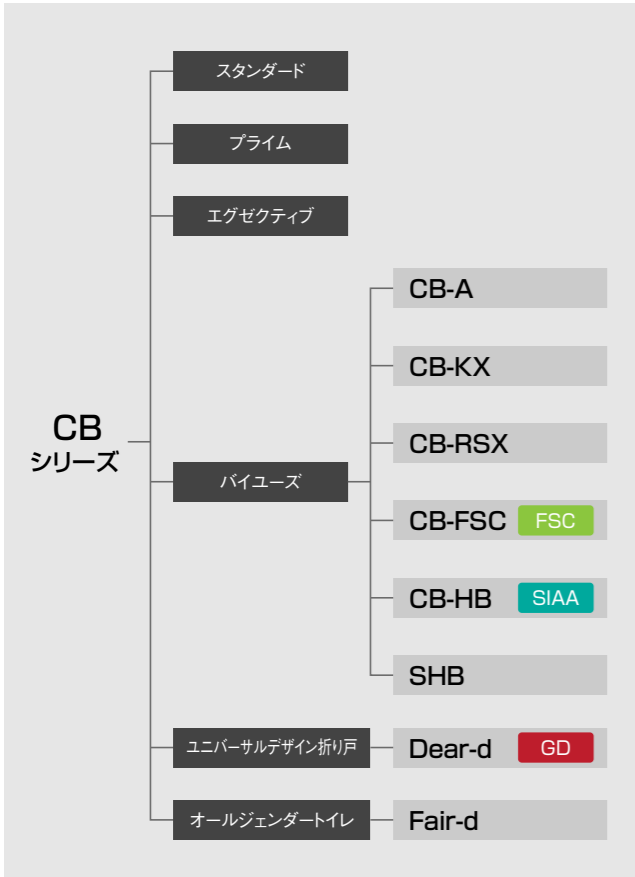 CB
シリーズ
スタンダード
プライム
エグゼクティブ
バイユーズ
CB-A
CB-KX
CB-RSX
CB-FSC FSC
CB-HB SIAA
SHB
ユニバーサルデザイン折り戸
Dear-d GD
オールジェンダートイレ
Fair-d